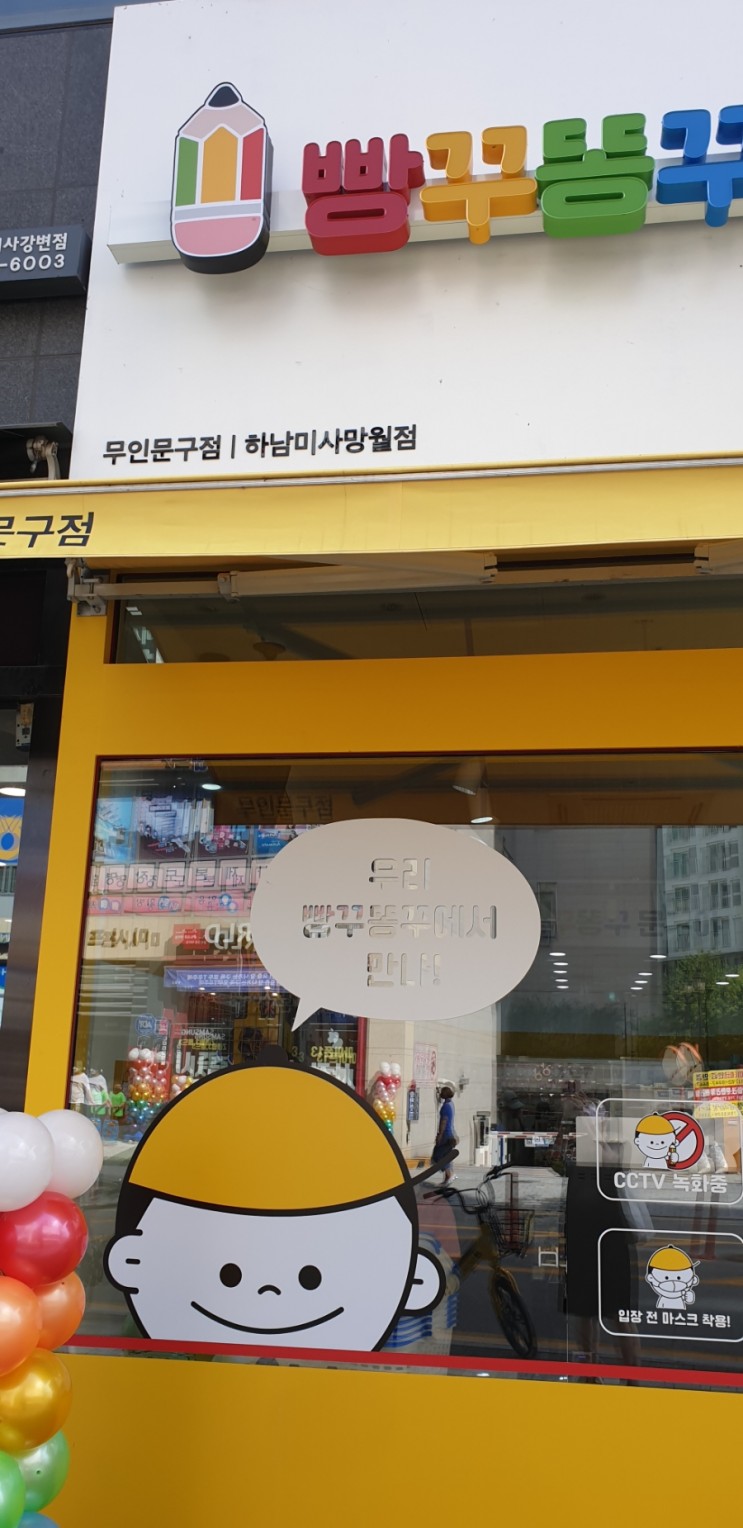 빵꾸똥꾸
미사강변점
-6003
무인문구점 | 하남미사망월점
문구점
우리
빵꾸똥꾸에서
만나!
CCTV 녹화중
입장 전 마스크 착용!